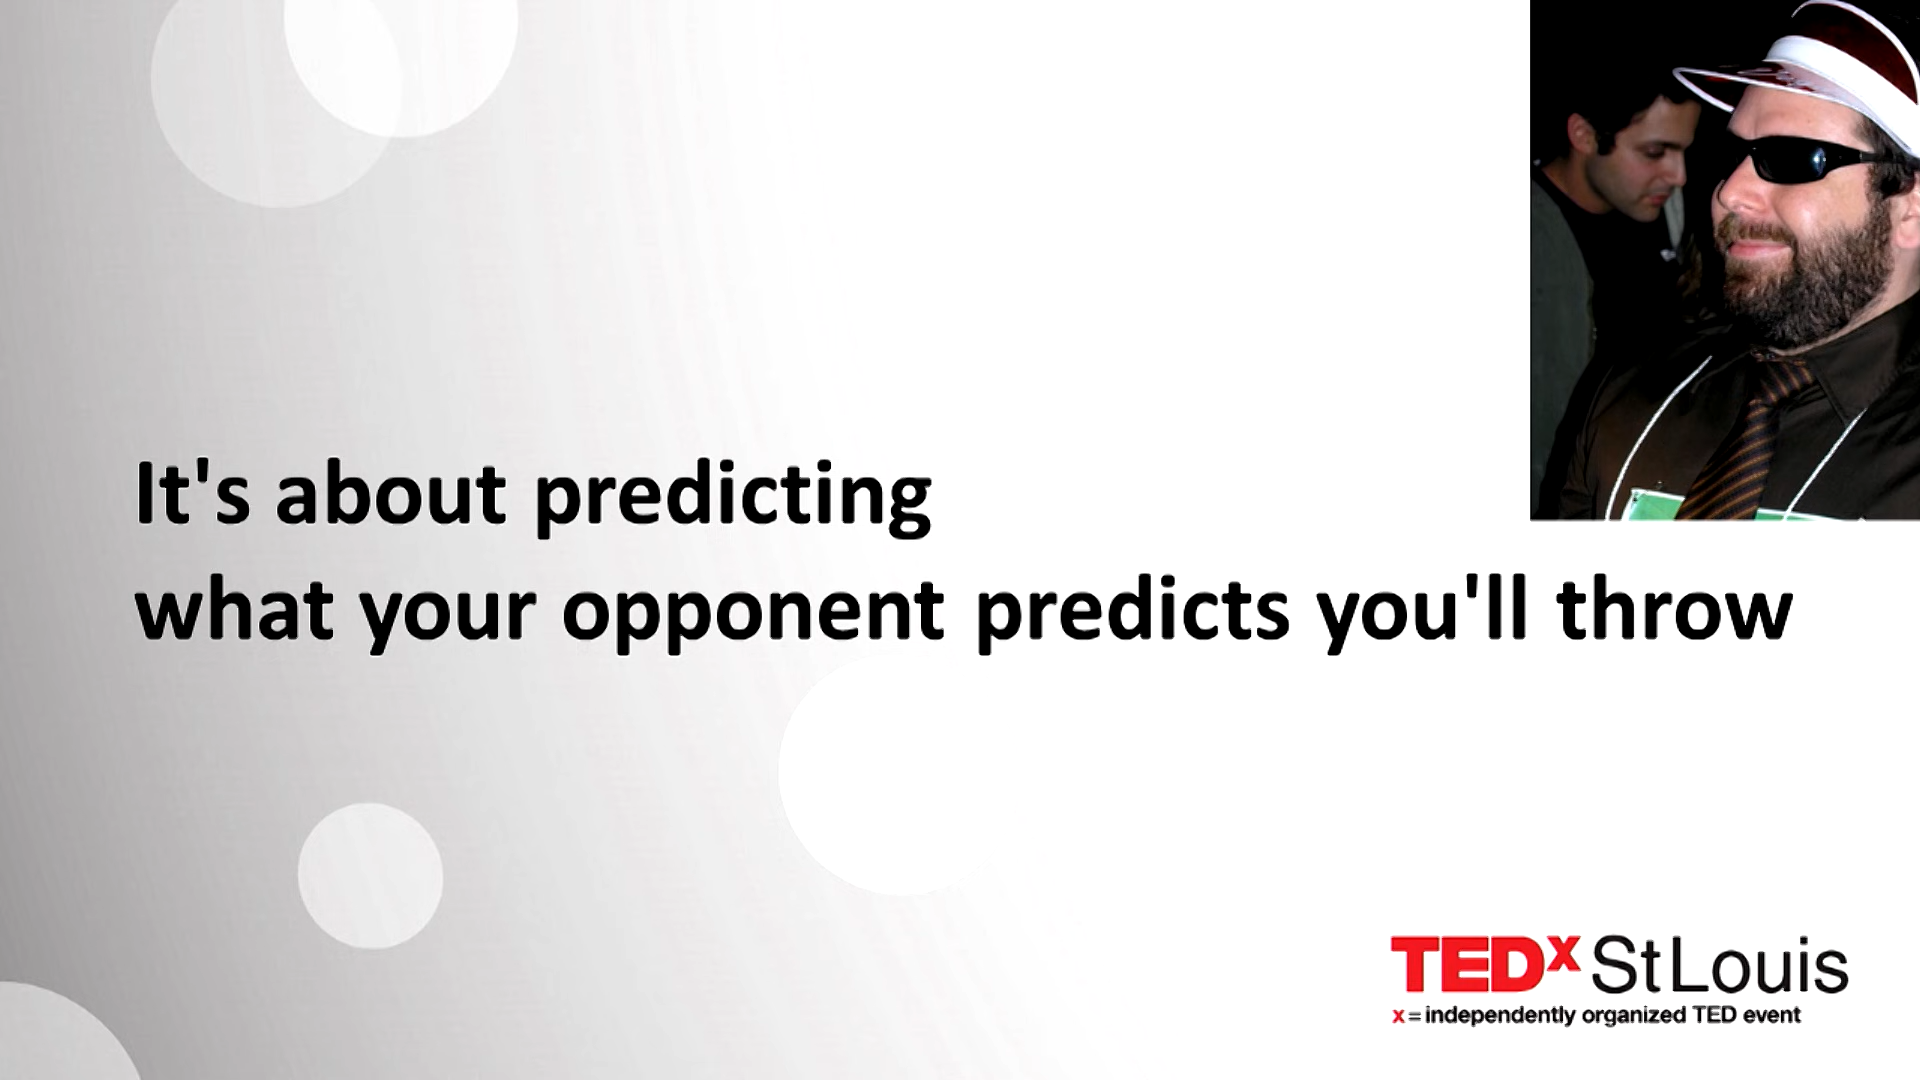 It's about predicting
what your opponent predicts you'll throw
TEDx StLouis
x = independently organized TED event